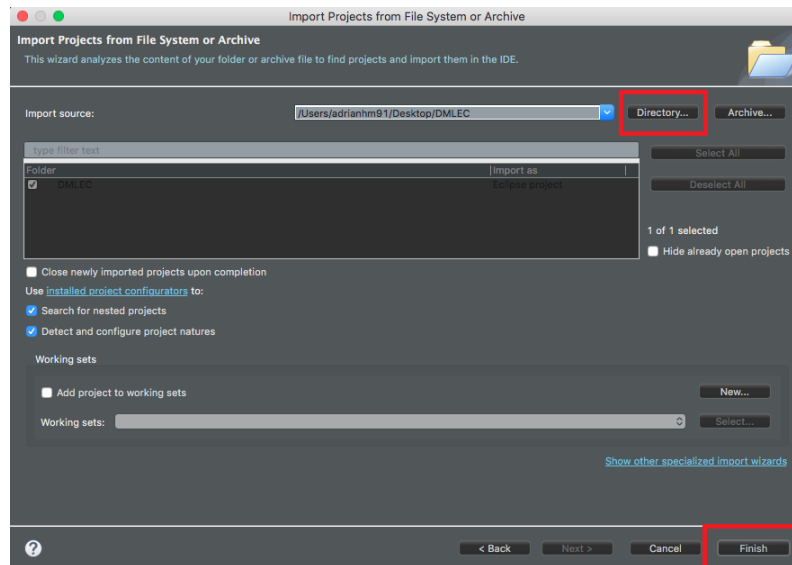 Import Projects from File System or Archive
Import Projects from File System or Archive
This wizard analyzes the content of your folder or archive file to find projects and import them in the IDE.
Import source: /Users/adrianhm91/Desktop/DMLEC Directory... Archive...
type filter text Select All
Folder Import as
DMLEC Eclipse project Deselect All
1 of 1 selected
Hide already open projects
Close newly imported projects upon completion
Use installed project configurators to:
Search for nested projects
Detect and configure project natures
Working sets
Add project to working sets New...
Working sets: Select...
Show other specialized import wizards
? < Back Next > Cancel Finish